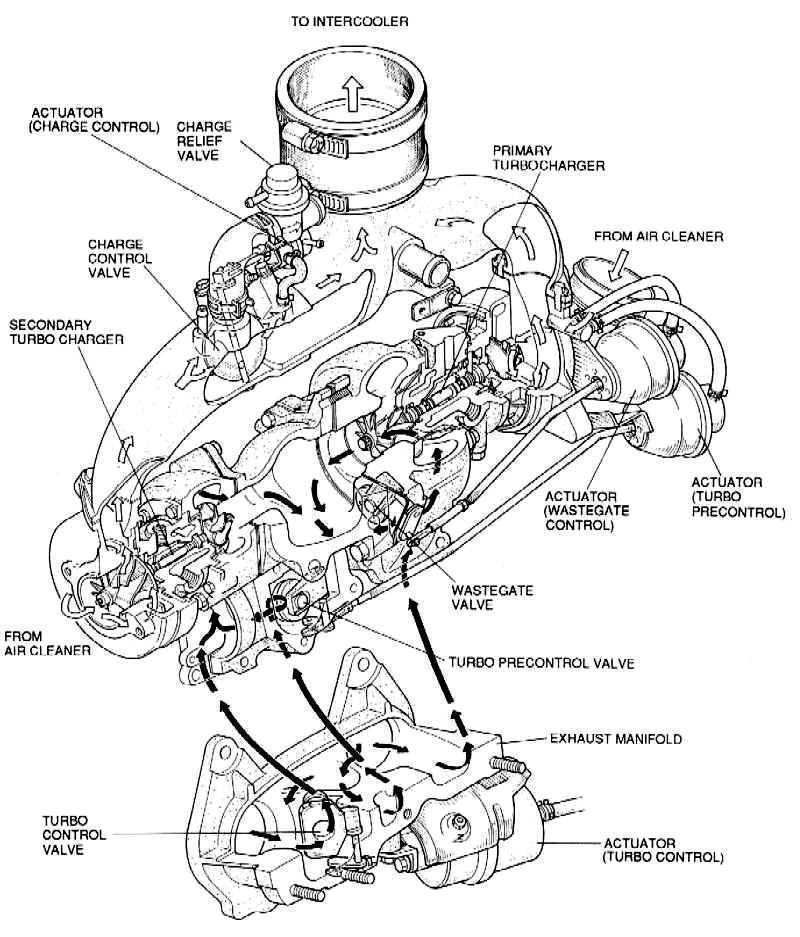 TO INTERCOOLER
ACTUATOR
(CHARGE CONTROL)
CHARGE
RELIEF
VALVE
PRIMARY
TURBOCHARGER
FROM AIR CLEANER
CHARGE
CONTROL
VALVE
SECONDARY
TURBO CHARGER
ACTUATOR
(WASTEGATE
CONTROL)
ACTUATOR
(TURBO
PRECONTROL)
WASTEGATE
VALVE
FROM
AIR CLEANER
TURBO PRECONTROL VALVE
EXHAUST MANIFOLD
TURBO
CONTROL
VALVE
ACTUATOR
(TURBO CONTROL)